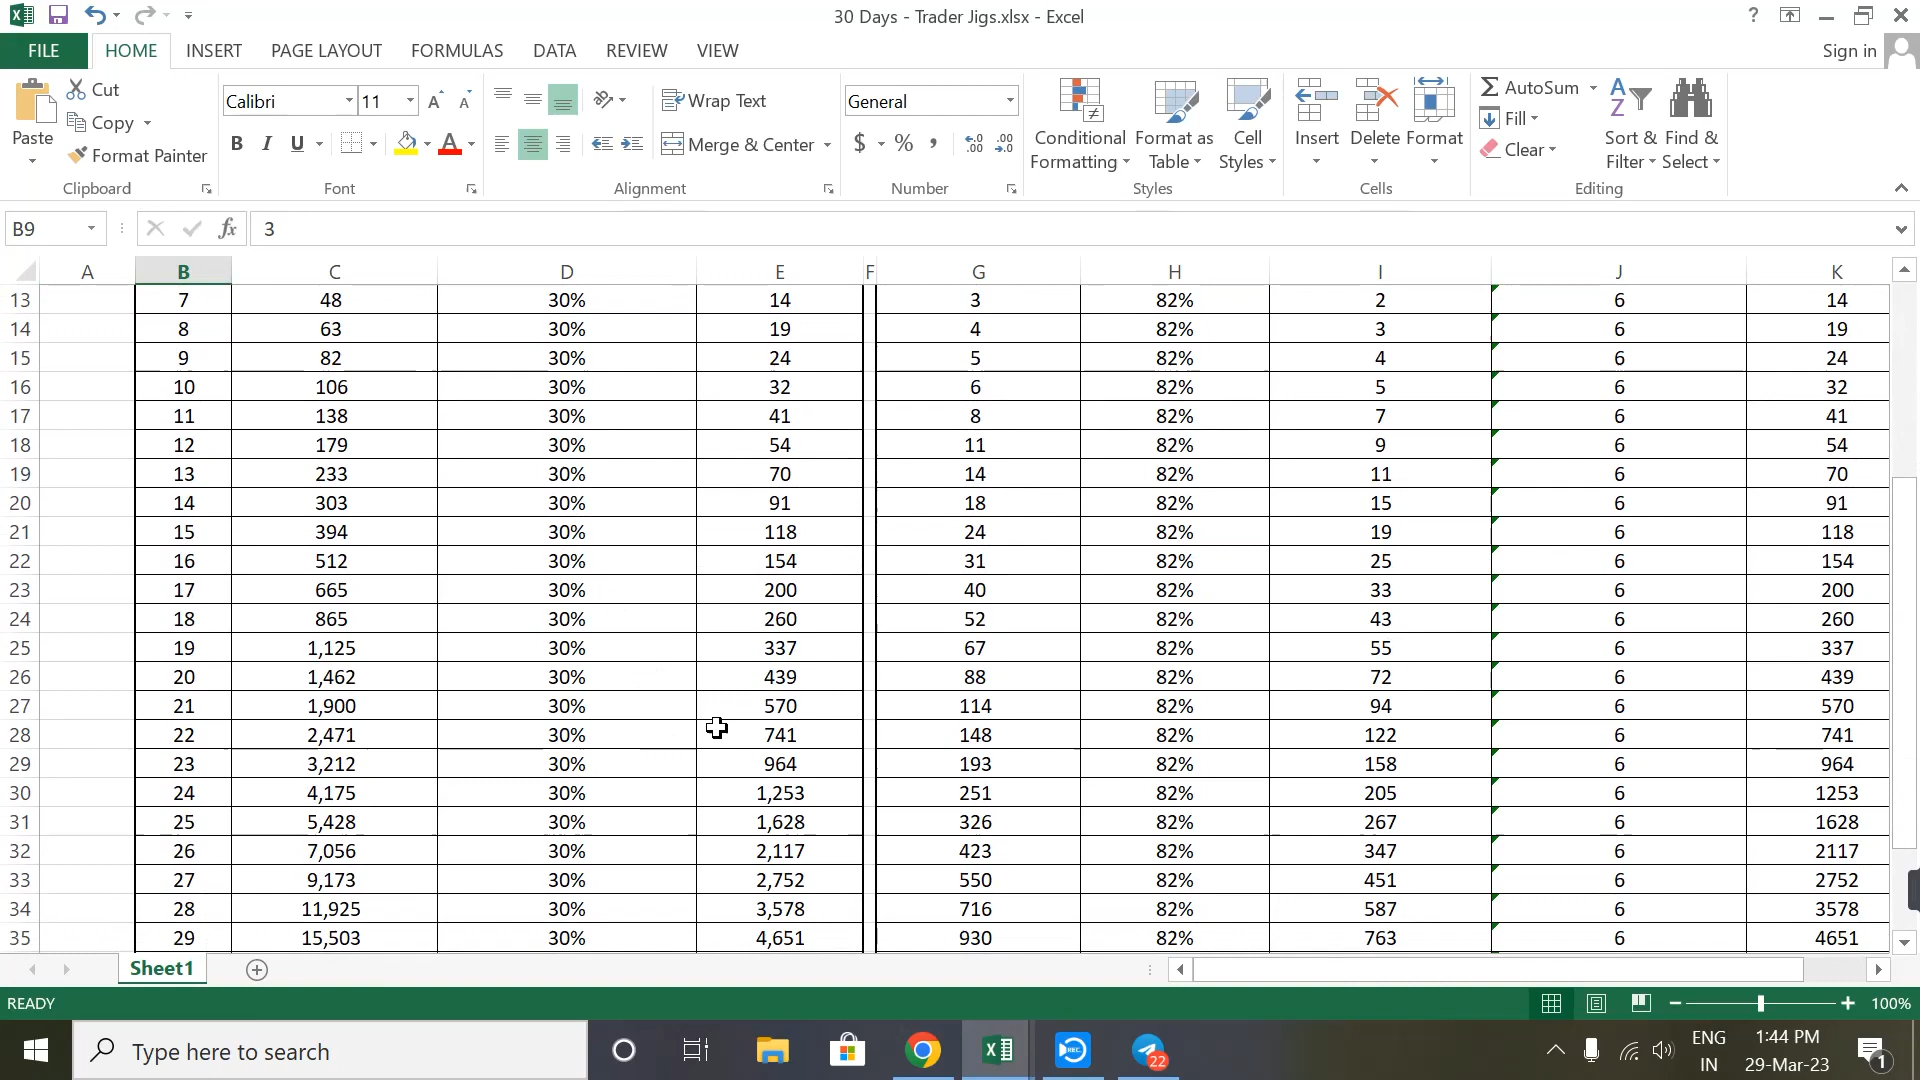 30 Days - Trader Jigs.xlsx - Excel
?
FILE HOME INSERT PAGE LAYOUT FORMULAS DATA REVIEW VIEW Sign in
Paste
Cut
Copy
Format Painter
Clipboard
Calibri 11
B I U A
Font
Wrap Text
Merge & Center
Alignment
General
$ % ,
Number
Conditional Formatting
Format as Table
Cell Styles
Styles
Insert
Delete
Format
Cells
AutoSum
Fill
Clear
Sort & Filter
Find & Select
Editing
B9 fx 3
A B C D E F G H I J K
13 7 48 30% 14 3 82% 2 6 14
14 8 63 30% 19 4 82% 3 6 19
15 9 82 30% 24 5 82% 4 6 24
16 10 106 30% 32 6 82% 5 6 32
17 11 138 30% 41 8 82% 7 6 41
18 12 179 30% 54 11 82% 9 6 54
19 13 233 30% 70 14 82% 11 6 70
20 14 303 30% 91 18 82% 15 6 91
21 15 394 30% 118 24 82% 19 6 118
22 16 512 30% 154 31 82% 25 6 154
23 17 665 30% 200 40 82% 33 6 200
24 18 865 30% 260 52 82% 43 6 260
25 19 1,125 30% 337 67 82% 55 6 337
26 20 1,462 30% 439 88 82% 72 6 439
27 21 1,900 30% 570 114 82% 94 6 570
28 22 2,471 30% 741 148 82% 122 6 741
29 23 3,212 30% 964 193 82% 158 6 964
30 24 4,175 30% 1,253 251 82% 205 6 1253
31 25 5,428 30% 1,628 326 82% 267 6 1628
32 26 7,056 30% 2,117 423 82% 347 6 2117
33 27 9,173 30% 2,752 550 82% 451 6 2752
34 28 11,925 30% 3,578 716 82% 587 6 3578
35 29 15,503 30% 4,651 930 82% 763 6 4651
Sheet1
READY 100%
Type here to search
REC
22
ENG
IN
1:44 PM
29-Mar-23
1